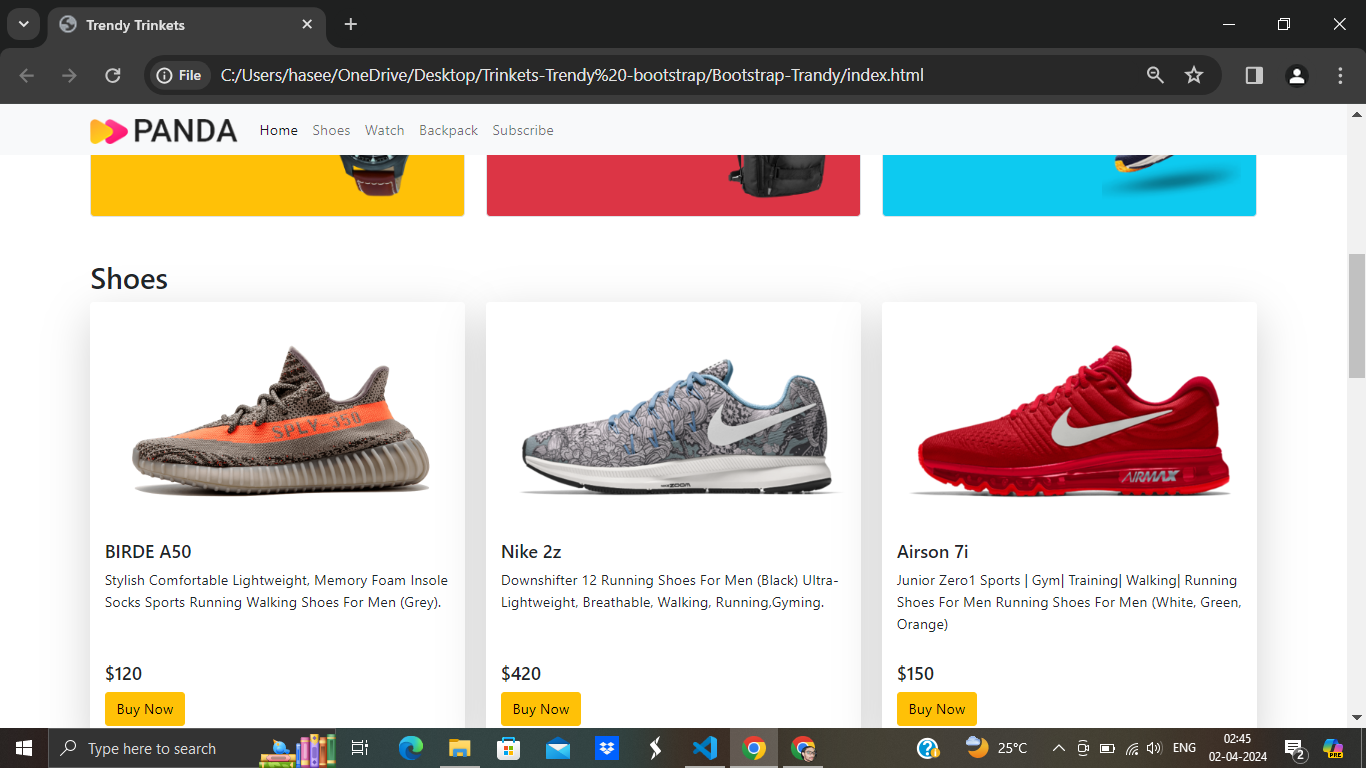 Trendy Trinkets
File C:/Users/hasee/OneDrive/Desktop/Trinkets-Trendy%20-bootstrap/Bootstrap-Trandy/index.html
PANDA Home Shoes Watch Backpack Subscribe
Shoes
SPLY-350
ZOOM
AIRMAX
BIRDE A50 Nike 2z Airson 7i
Stylish Comfortable Lightweight, Memory Foam Insole
Socks Sports Running Walking Shoes For Men (Grey).
Downshifter 12 Running Shoes For Men (Black) Ultra-
Lightweight, Breathable, Walking, Running,Gyming.
Junior Zero1 Sports | Gym| Training| Walking| Running
Shoes For Men Running Shoes For Men (White, Green,
Orange)
$120 $420 $150
Buy Now Buy Now Buy Now
Type here to search
25°C
ENG
02:45
02-04-2024
2
PRE